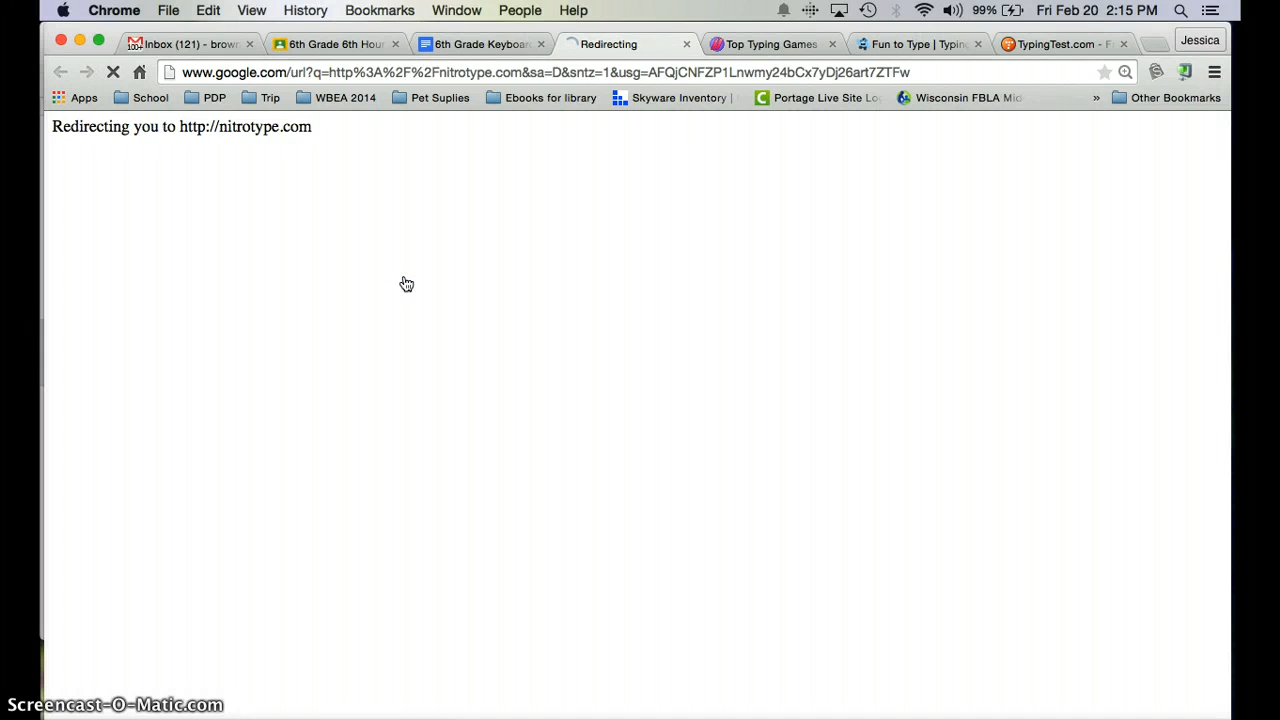 Chrome File Edit View History Bookmarks Window People Help 99% Fri Feb 20 2:15 PM
Inbox (121) - brown 6th Grade 6th Hour 6th Grade Keyboar Redirecting Top Typing Games Fun to Type | Typing TypingTest.com - F Jessica
www.google.com/url?q=http%3A%2F%2Fnitrotype.com&sa=D&sntz=1&usg=AFQjCNFZP1Lnwmy24bCx7yDj26art7ZTFw
Apps School PDP Trip WBEA 2014 Pet Suplies Ebooks for library Skyware Inventory | Portage Live Site Lo Wisconsin FBLA Mid » Other Bookmarks
Redirecting you to http://nitrotype.com
Screencast-O-Matic.com